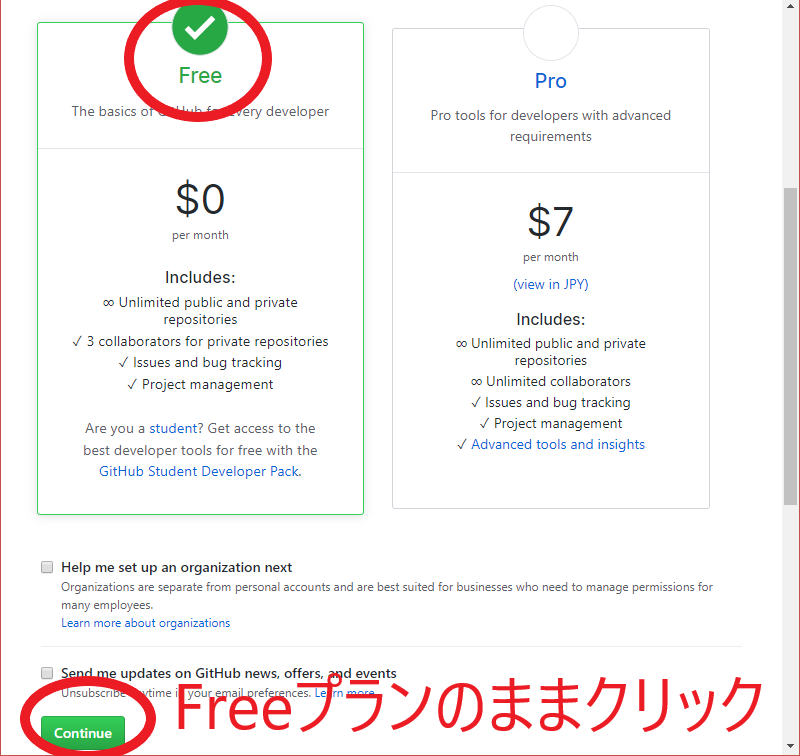 Free
The basics of GitHub for every developer
$0
per month
Includes:
∞ Unlimited public and private
repositories
✓ 3 collaborators for private repositories
✓ Issues and bug tracking
✓ Project management
Are you a student? Get access to the
best developer tools for free with the
GitHub Student Developer Pack.
Pro
Pro tools for developers with advanced
requirements
$7
per month
(view in JPY)
Includes:
∞ Unlimited public and private
repositories
∞ Unlimited collaborators
✓ Issues and bug tracking
✓ Project management
✓ Advanced tools and insights
Help me set up an organization next
Organizations are separate from personal accounts and are best suited for businesses who need to manage permissions for
many employees.
Learn more about organizations
Send me updates on GitHub news, offers, and events
Unsubscribe anytime in your email preferences. Learn more
Continue
Freeプランのままクリック